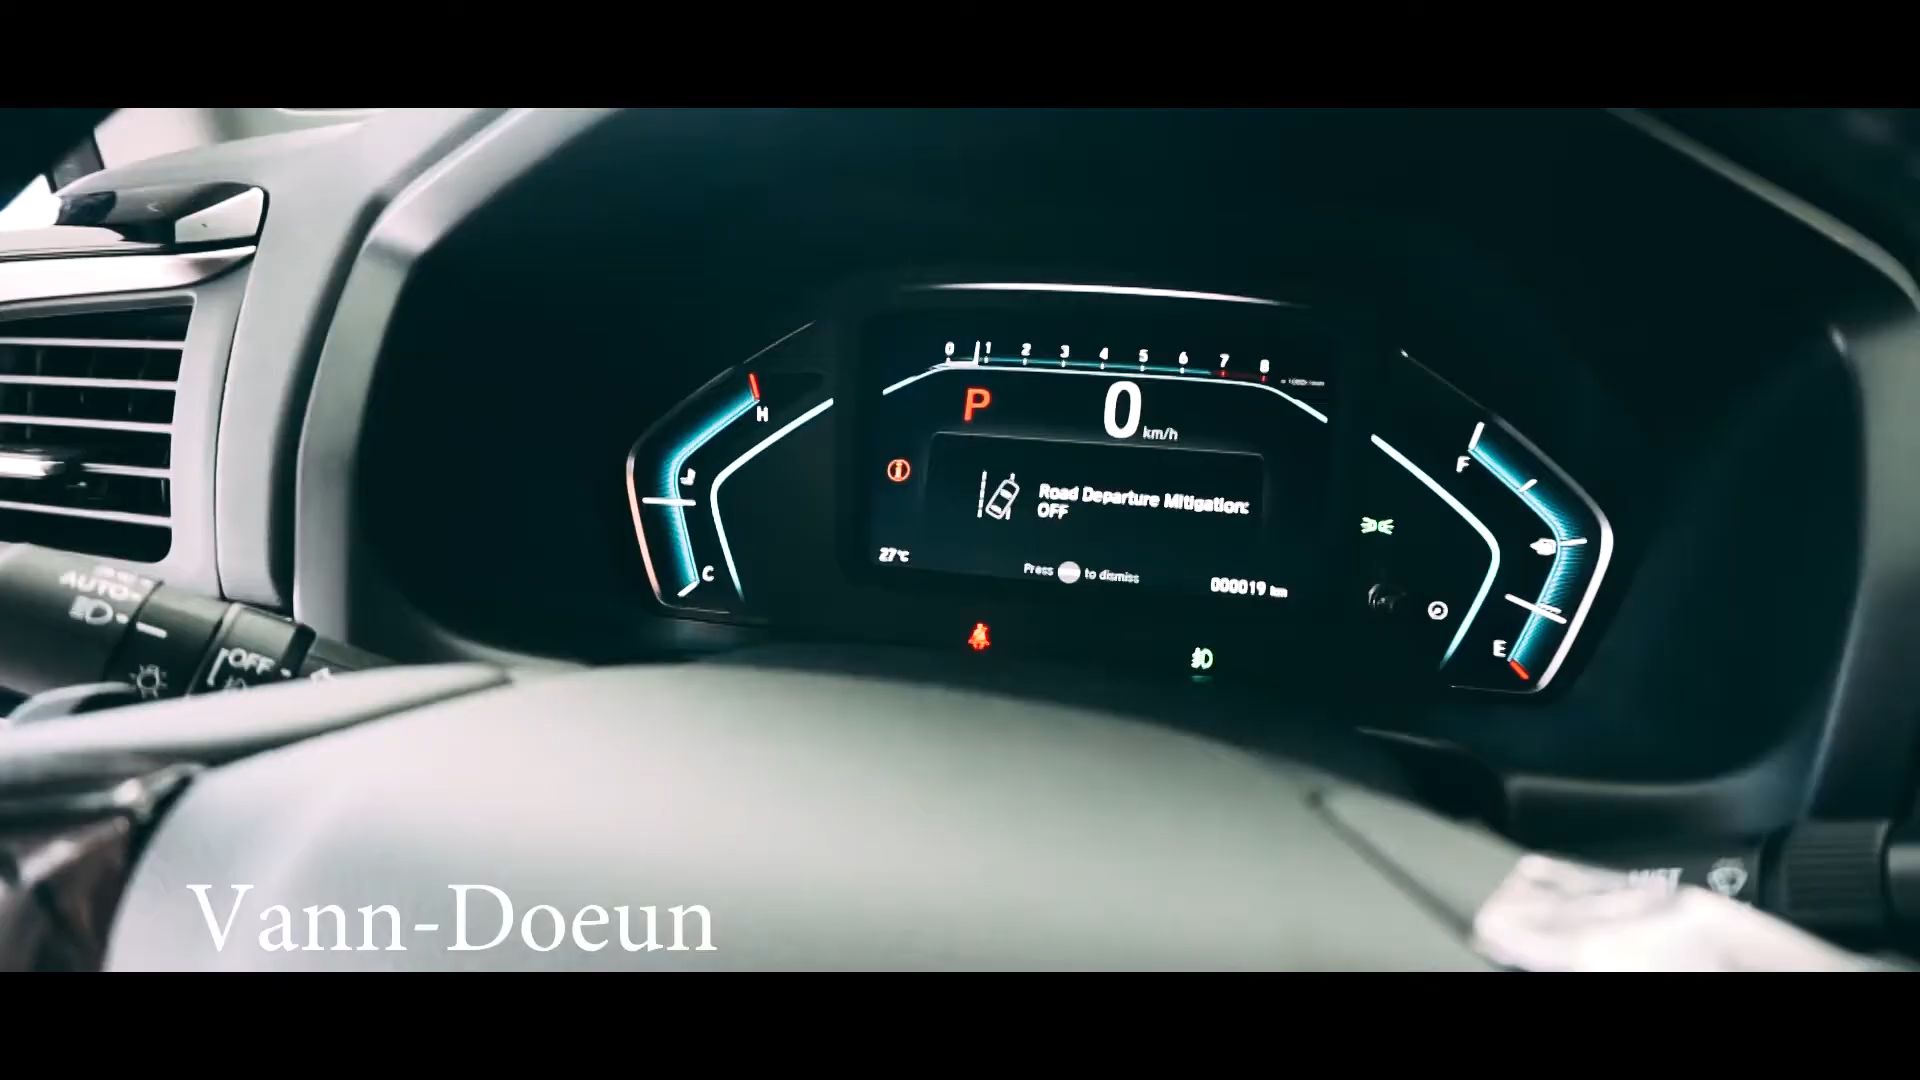 0 1 2 3 4 5 6 7 8
P 0 km/h
H
F
Road Departure Mitigation:
OFF
27°C
Press to dismiss
000019 km
C
E
AUTO
OFF
Vann-Doeun